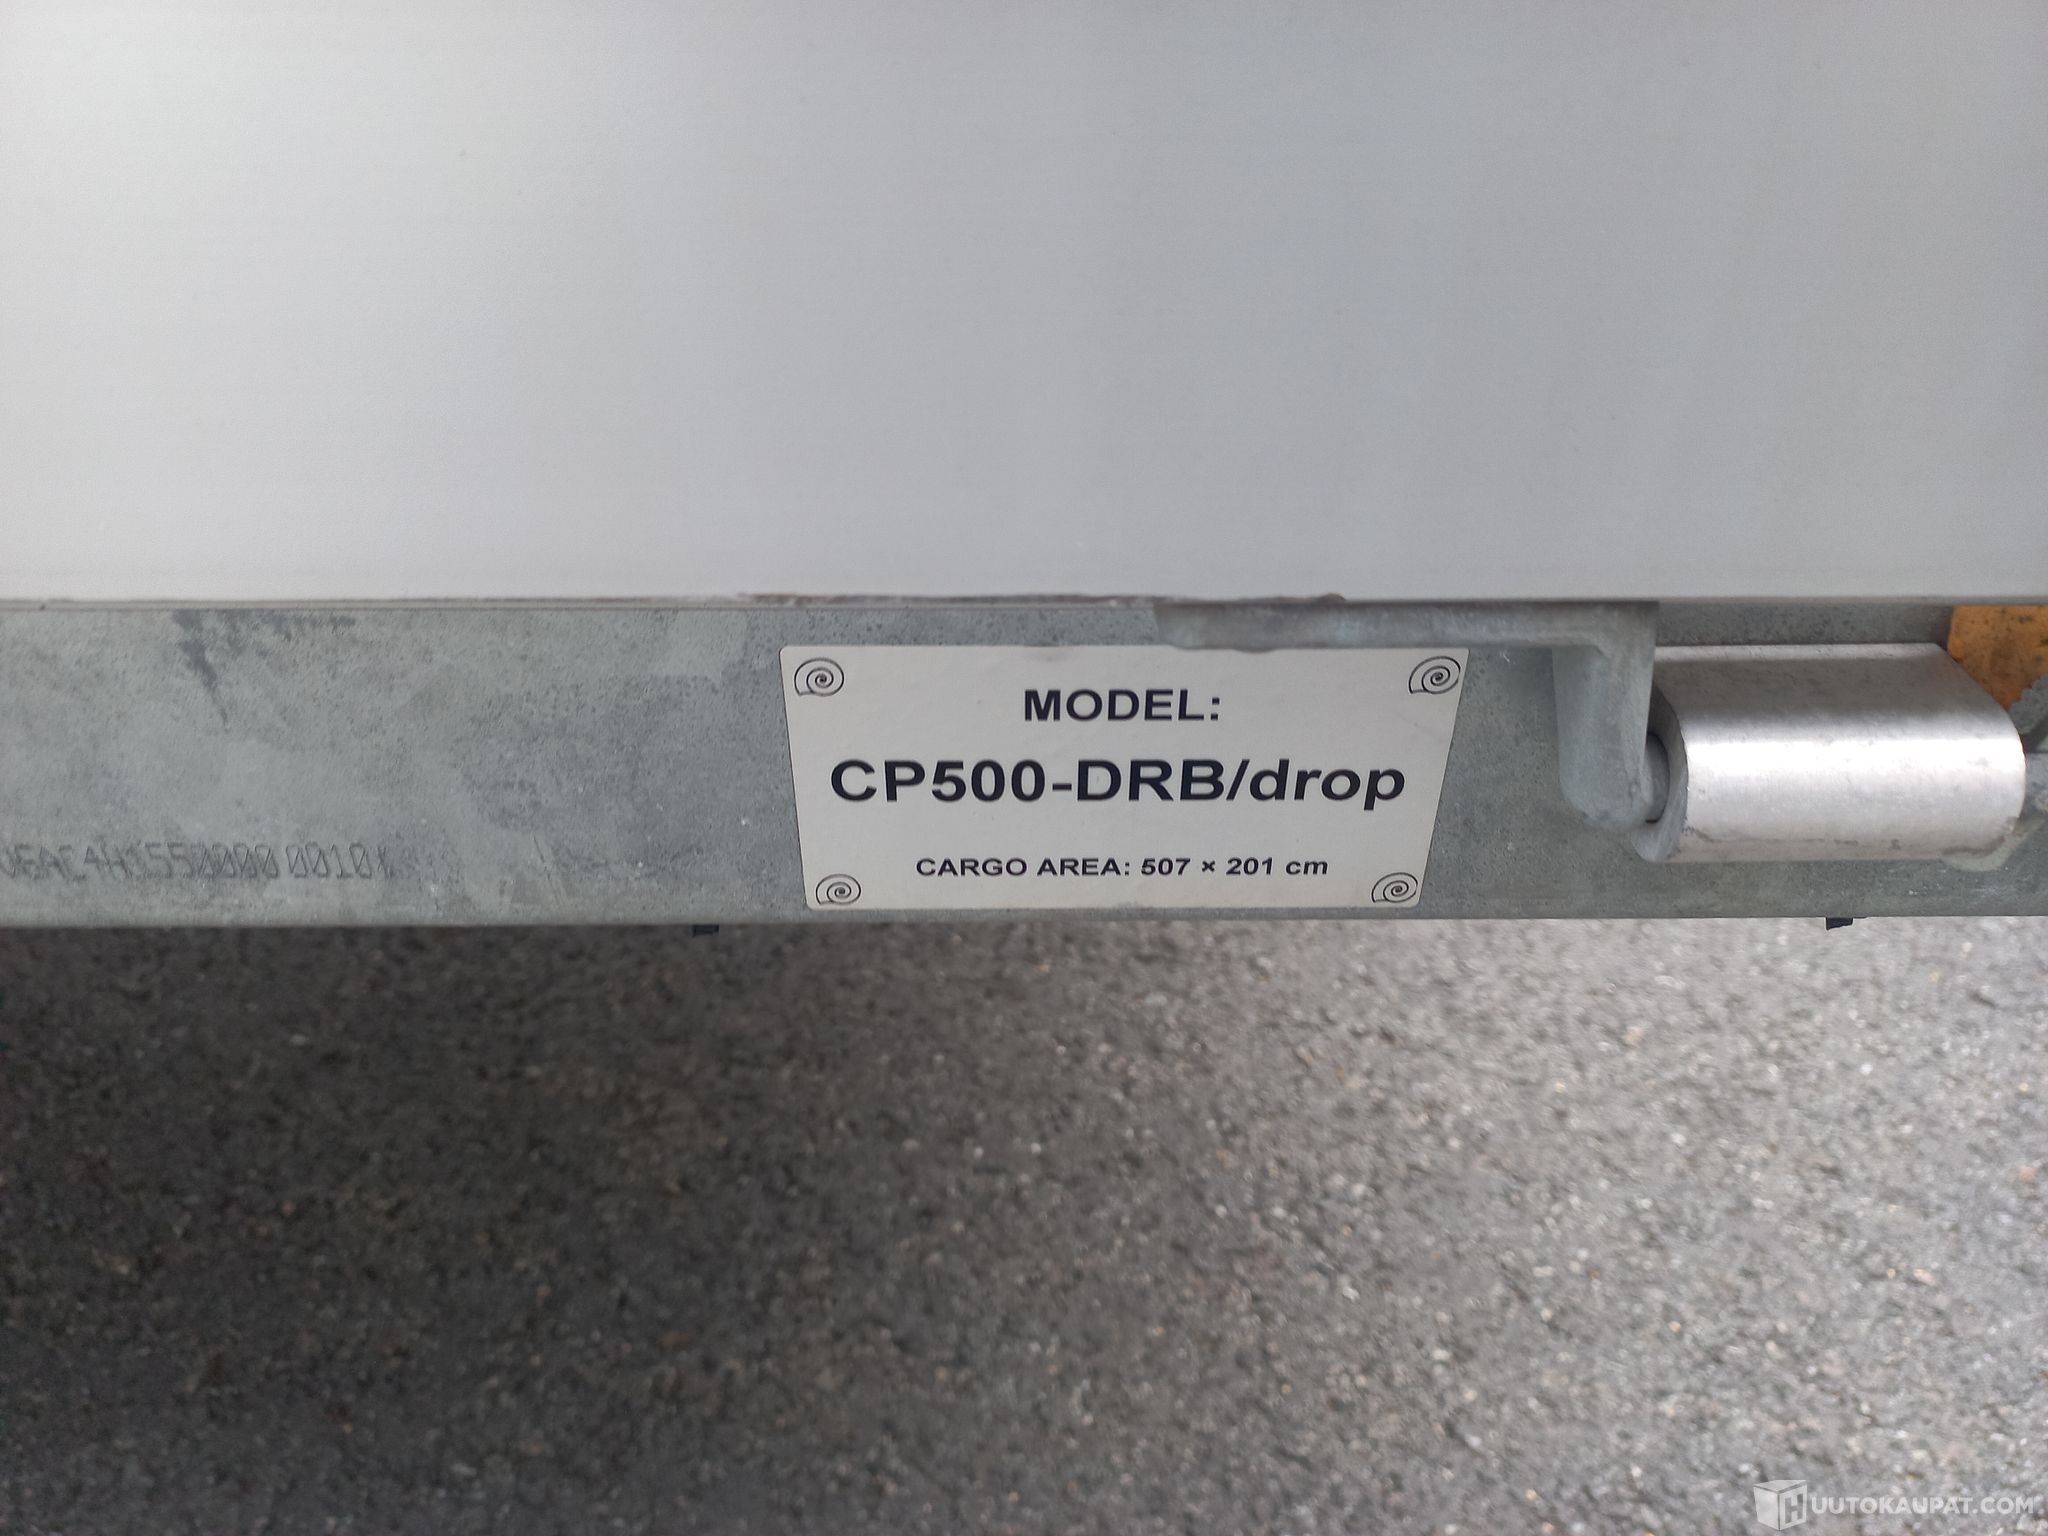 MODEL:
CP500-DRB/drop
CARGO AREA: 507 × 201 cm
HUUTOKAUPAT.COM